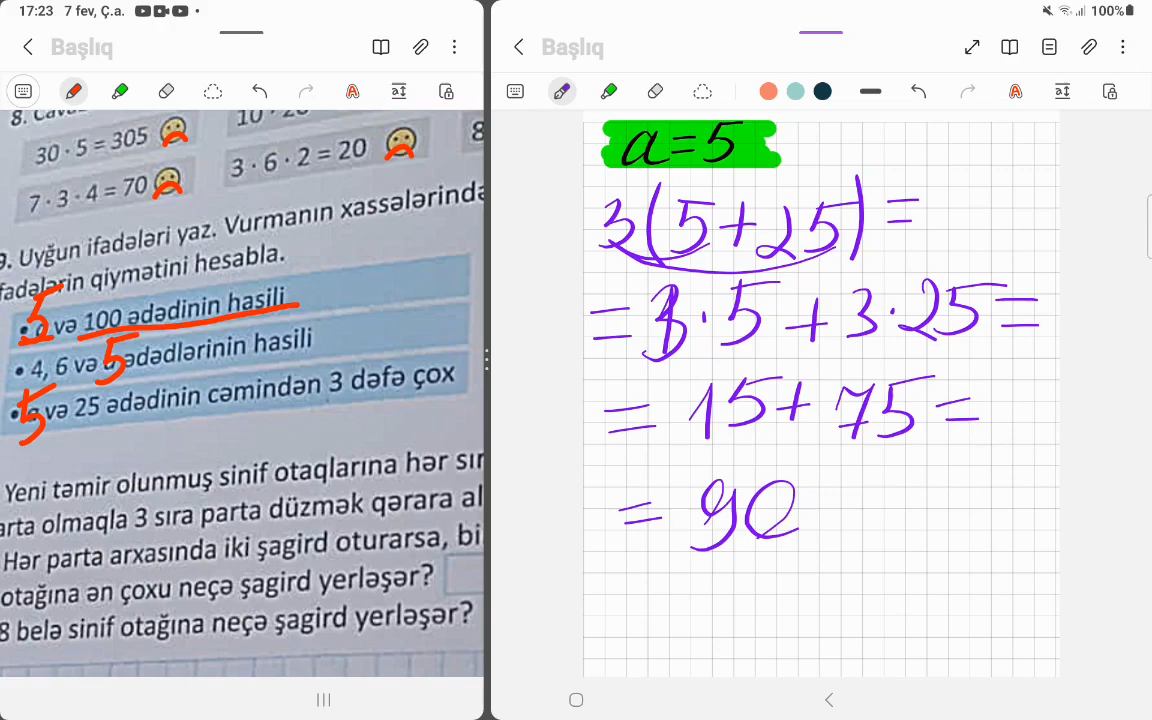 17:23 7 fev, Ç.a.
Başlıq
30 · 5 = 305
7 · 3 · 4 = 70
3 · 6 · 2 = 20
8
9. Uyğun ifadələri yaz. Vurmanın xassələrində
fadələrin qiymətini hesabla.
• 5 və 100 ədədinin hasili
• 4, 6 və 5 ədədlərinin hasili
• 5 və 25 ədədinin cəmindən 3 dəfə çox
Yeni təmir olunmuş sinif otaqlarına hər sır
arta olmaqla 3 sıra parta düzmək qərara al
Hər parta arxasında iki şagird oturarsa, bi
otağına ən çoxu neçə şagird yerləşər?
8 belə sinif otağına neçə şagird yerləşər?
100%
Başlıq
a=5
3(5+25)=
=3·5+3·25=
=15+75=
=90